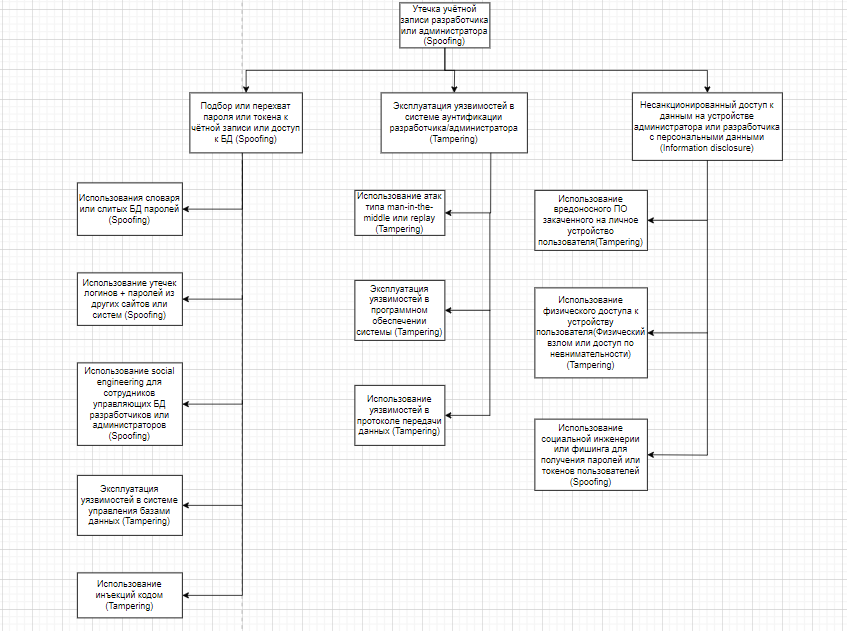 Утечка учётной
записи разработчика
или администратора
(Spoofing)
Подбор или перехват
пароля или токена к
чётной записи или доступ
к БД (Spoofing)
Эксплуатация уязвимостей в
системе аунтификации
разработчика/администратора
(Tampering)
Несанкционированный доступ к
данным на устройстве
администратора или разработчика
с персональными данными
(Information disclosure)
Использования словаря
или слитых БД паролей
(Spoofing)
Использование утечек
логинов + паролей из
других сайтов или
систем (Spoofing)
Использование social
engineering для
сотрудников
управляющих БД
разработчиков или
администраторов
(Spoofing)
Эксплуатация
уязвимостей в системе
управления базами
данных (Tampering)
Использование
инъекций кодом
(Tampering)
Использование атак
типа man-in-the-
middle или replay
(Tampering)
Эксплуатация
уязвимостей в
программном
обеспечении
системы (Tampering)
Использование
уязвимостей в
протоколе передачи
данных (Tampering)
Использование
вредоносного ПО
закаченного на личное
устройство
пользователя(Tampering)
Использование
физического доступа к
устройству
пользователя(Физический
взлом или доступ по
невнимательности)
(Tampering)
Использование
социальной инженерии
или фишинга для
получения паролей или
токенов пользователей
(Spoofing)